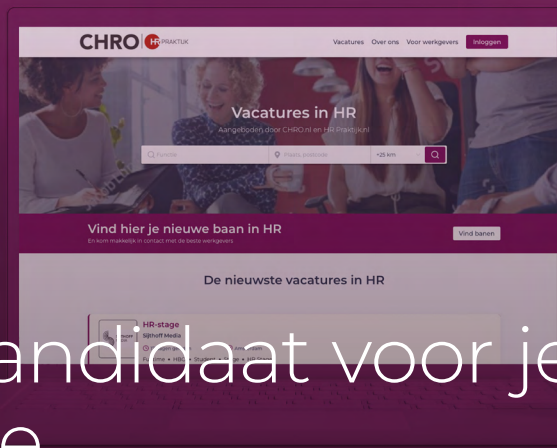 CHRO HR PRAKTIJK
Vacatures Over ons Voor werkgevers Inloggen
Vacatures in HR
Aangeboden door CHRO.nl en HR Praktijk.nl
Functie Plaats, postcode +25 km
Vind hier je nieuwe baan in HR
En kom makkelijk in contact met de beste werkgevers
Vind banen
De nieuwste vacatures in HR
HR-stage
Sijthoff Media
andidaat voor je